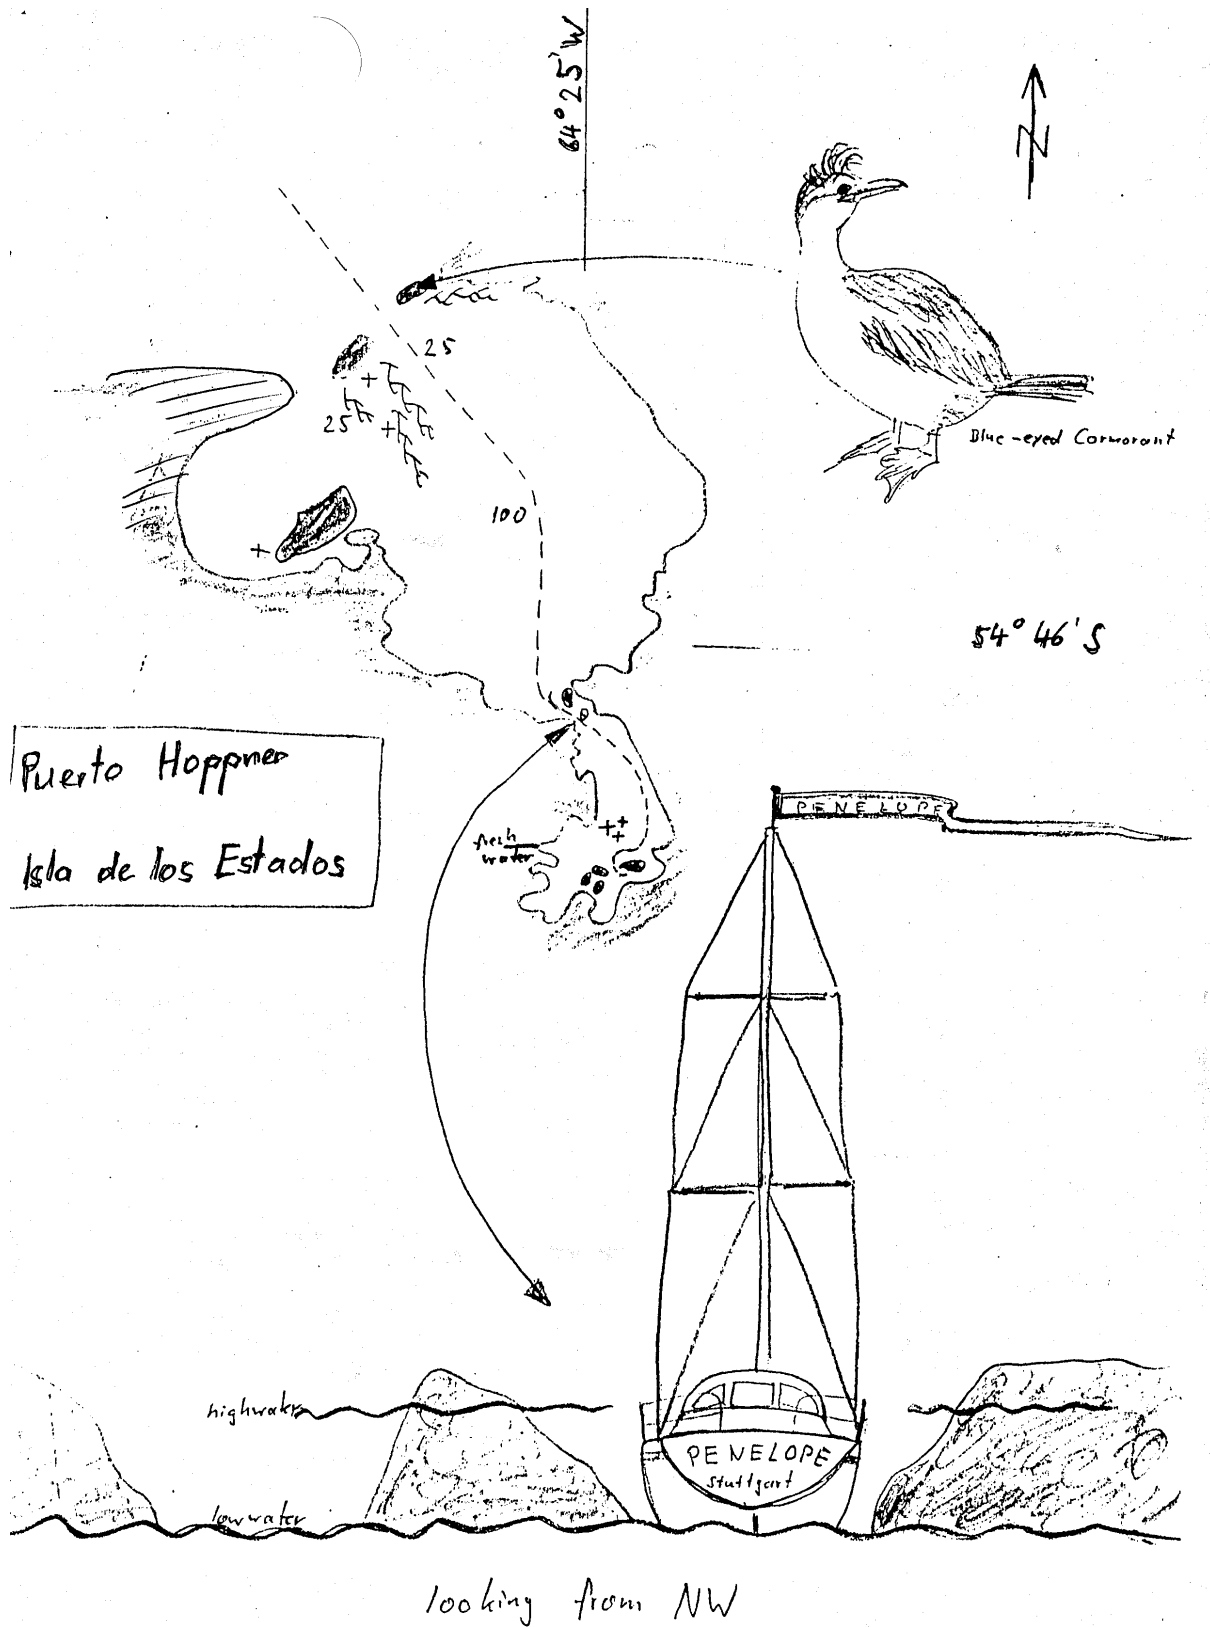 64° 25' W
N
25
25
Blue-eyed Cormorant
100
54° 46' S
Puerto Hoppner
Isla de los Estados
PENELOPE
fresh
water
highwater
PENELOPE
Stuttgart
lowwater
looking from NW